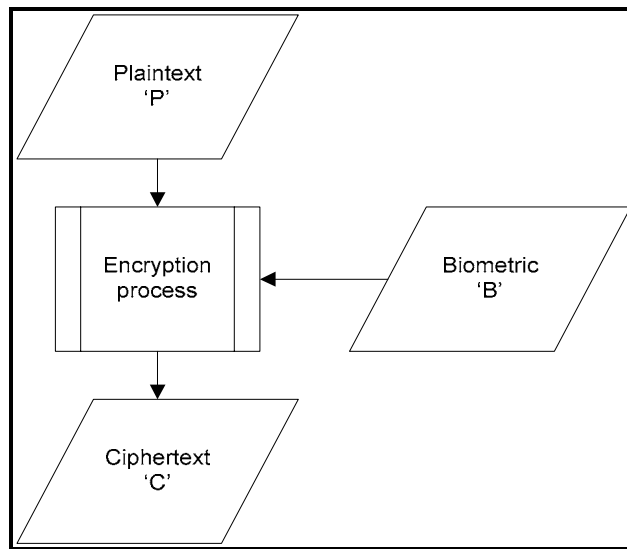 Plaintext
‘P’
Encryption
process
Biometric
‘B’
Ciphertext
‘C’